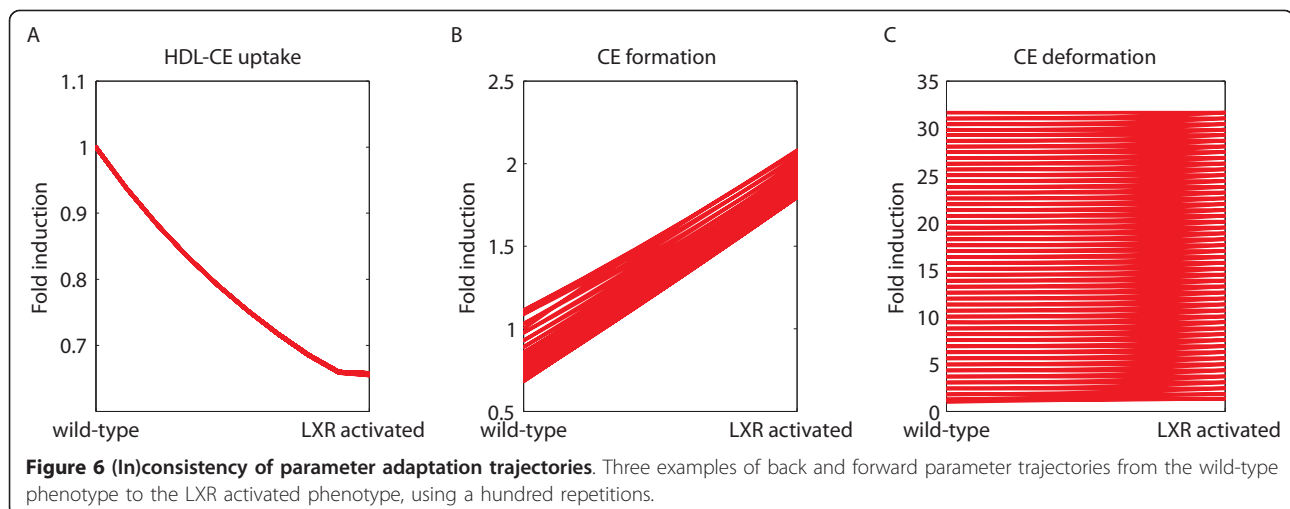 A
HDL-CE uptake
1.1
1
0.9
0.8
0.7
Fold induction
wild-type
LXR activated
B
CE formation
2.5
2
1.5
1
0.5
Fold induction
wild-type
LXR activated
C
CE deformation
35
30
25
20
15
10
5
0
Fold induction
wild-type
LXR activated
Figure 6 (In)consistency of parameter adaptation trajectories. Three examples of back and forward parameter trajectories from the wild-type
phenotype to the LXR activated phenotype, using a hundred repetitions.